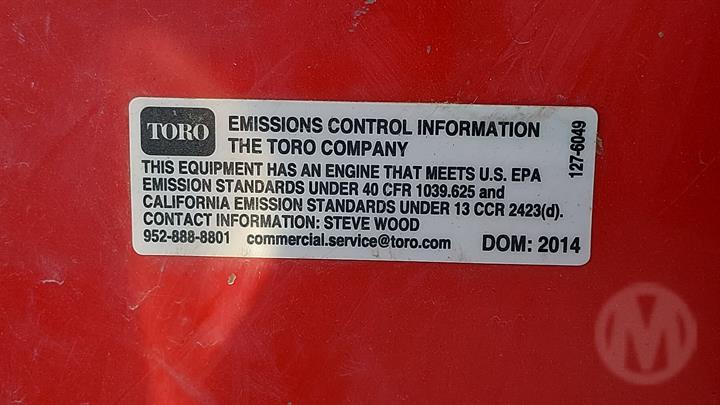 TORO
EMISSIONS CONTROL INFORMATION
THE TORO COMPANY
THIS EQUIPMENT HAS AN ENGINE THAT MEETS U.S. EPA
EMISSION STANDARDS UNDER 40 CFR 1039.625 and
CALIFORNIA EMISSION STANDARDS UNDER 13 CCR 2423(d).
CONTACT INFORMATION: STEVE WOOD
952-888-8801 commercial.service@toro.com DOM: 2014
127-6049
M